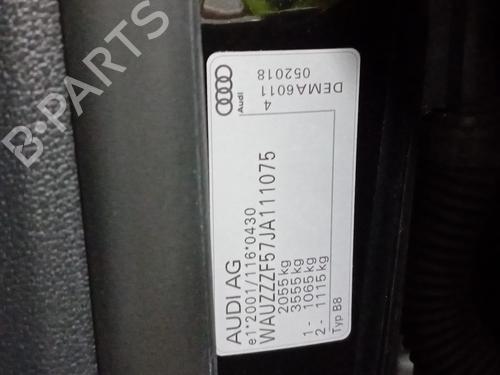 AUDI AG
e1*2001/116*0430
WAUZZZF57JA111075
2055kg
3555kg
1 - 1065kg
2 - 1115kg
Typ B8
Audi
DEMA6011
4
052018
B-PARTS